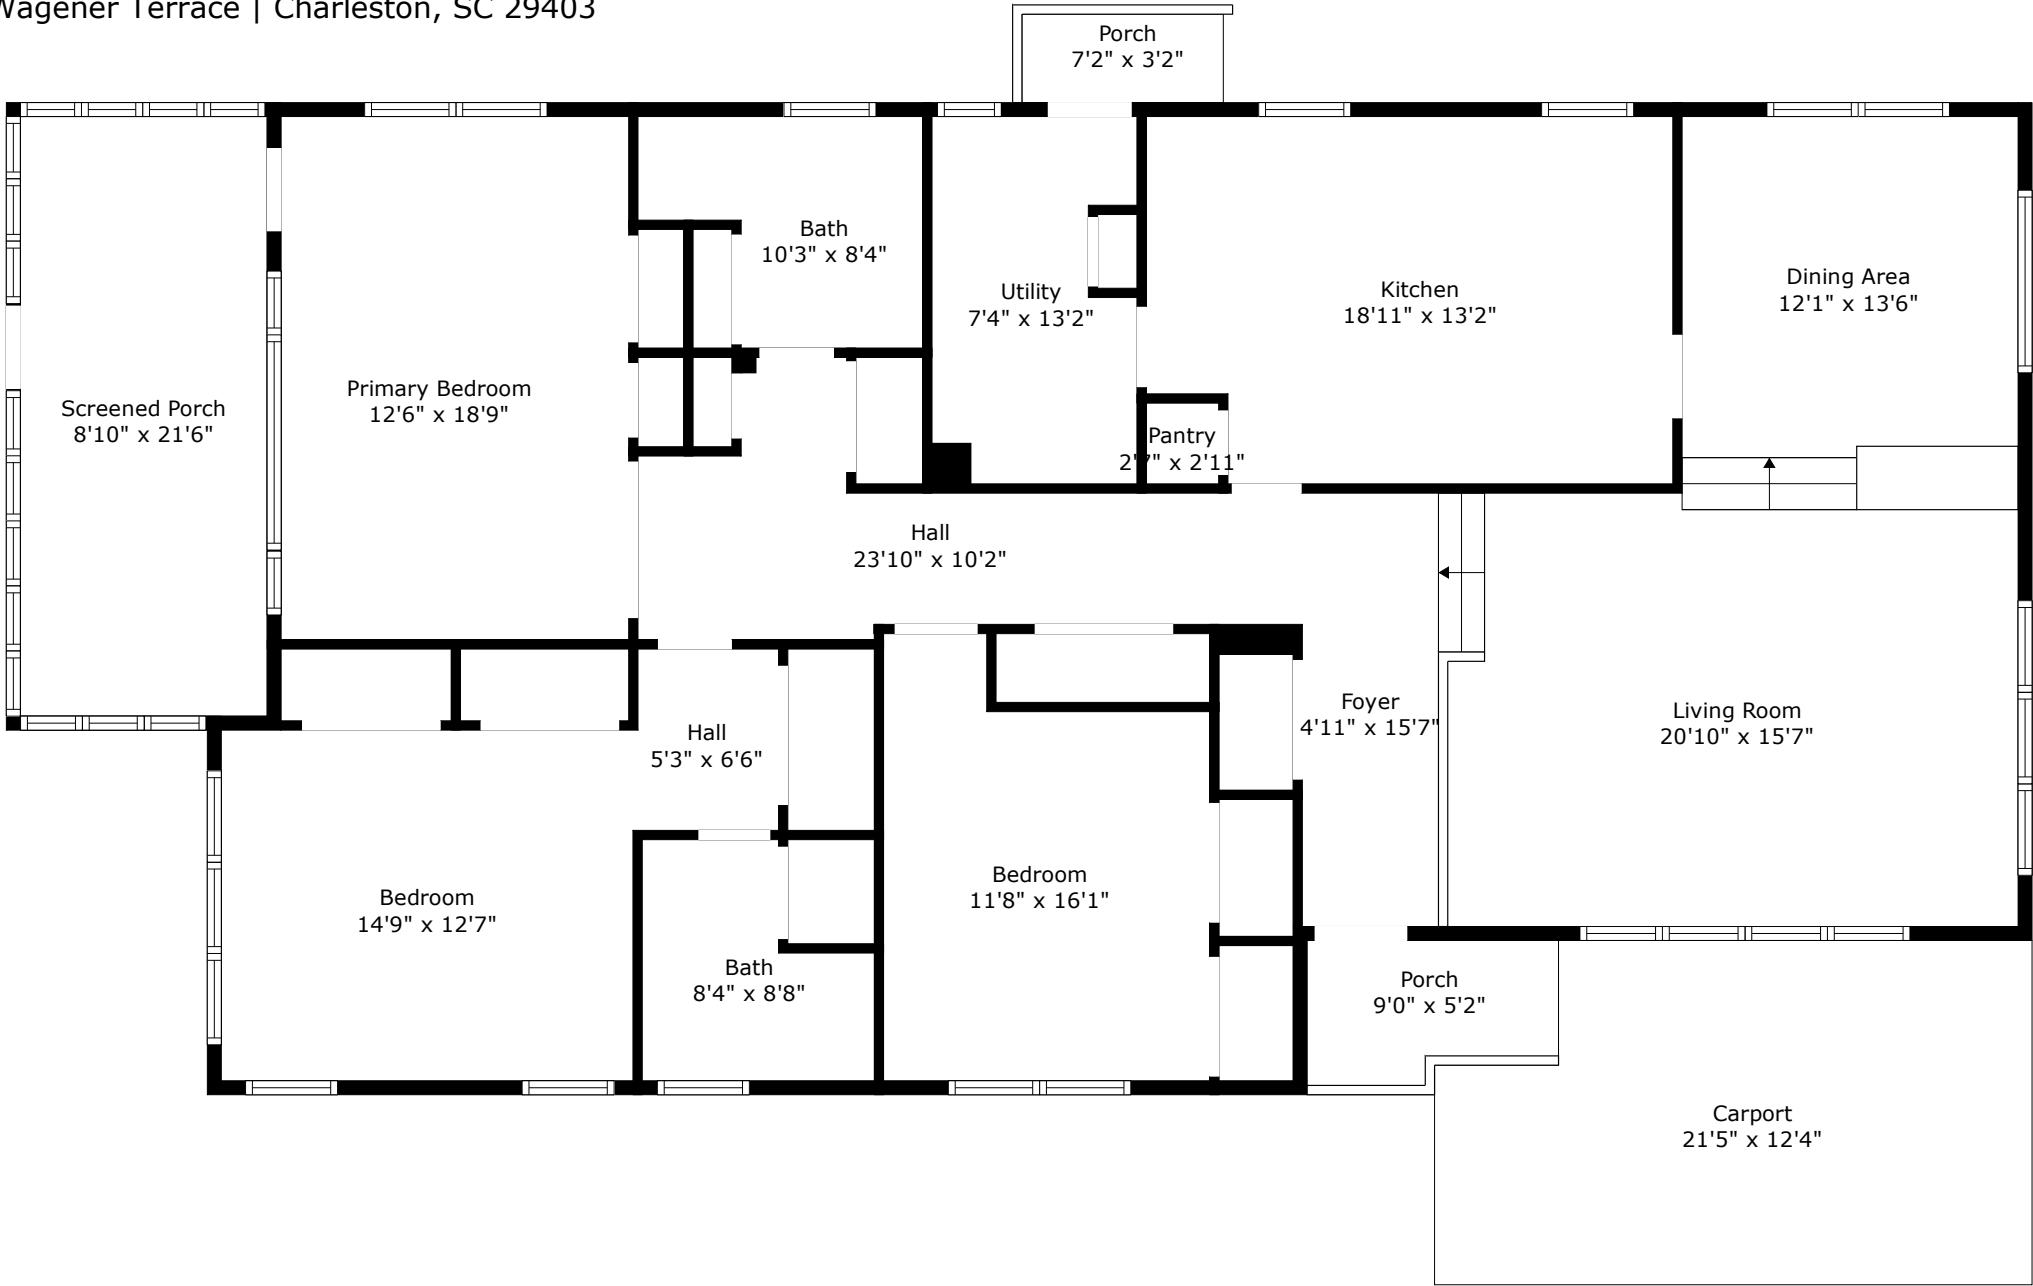 Wagener Terrace | Charleston, SC 29403
Porch
7'2" x 3'2"
Bath
10'3" x 8'4"
Utility
7'4" x 13'2"
Kitchen
18'11" x 13'2"
Dining Area
12'1" x 13'6"
Screened Porch
8'10" x 21'6"
Primary Bedroom
12'6" x 18'9"
Pantry
2'7" x 2'11"
Hall
23'10" x 10'2"
Hall
5'3" x 6'6"
Foyer
4'11" x 15'7"
Living Room
20'10" x 15'7"
Bedroom
14'9" x 12'7"
Bedroom
11'8" x 16'1"
Bath
8'4" x 8'8"
Porch
9'0" x 5'2"
Carport
21'5" x 12'4"